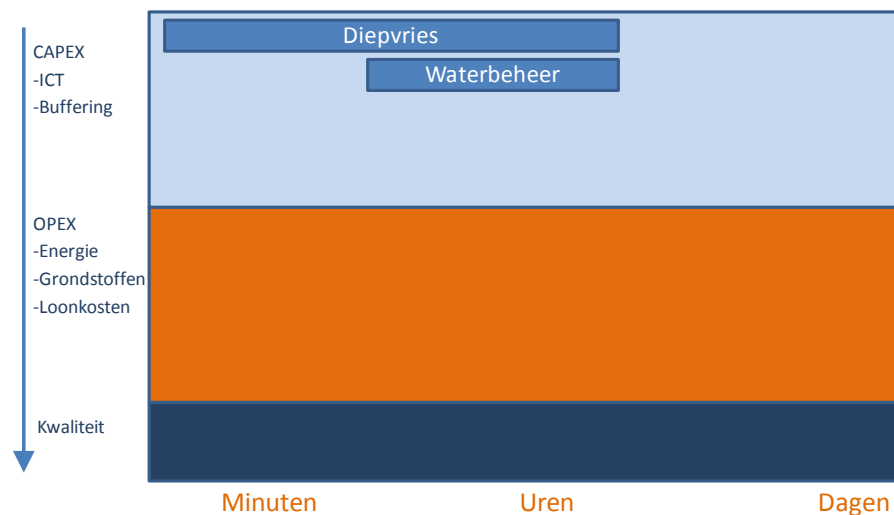 Diepvries
Waterbeheer
CAPEX
-ICT
-Buffering
OPEX
-Energie
-Grondstoffen
-Loonkosten
Kwaliteit
Minuten
Uren
Dagen